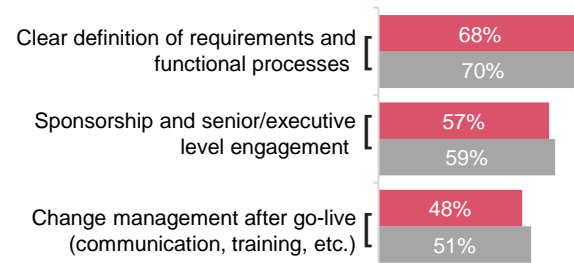 Clear definition of requirements and
functional processes
68%
70%
Sponsorship and senior/executive
level engagement
57%
59%
Change management after go-live
(communication, training, etc.)
48%
51%